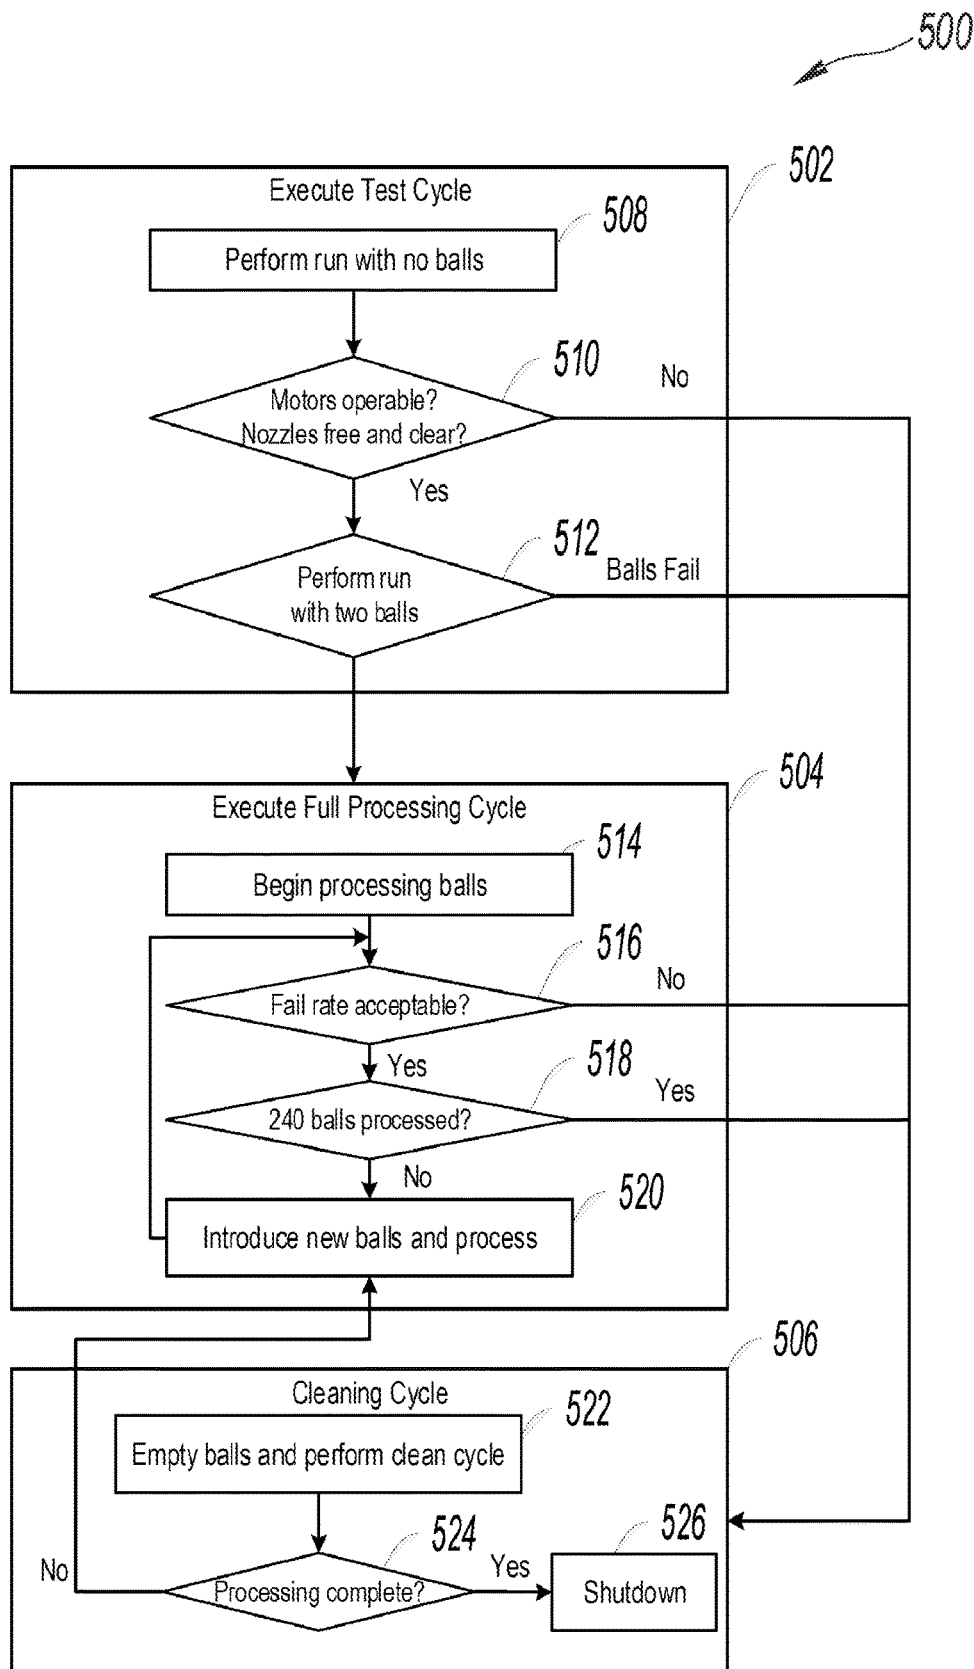 500
502
Execute Test Cycle
508
Perform run with no balls
510
No
Motors operable?
Nozzles free and clear?
Yes
512
Balls Fail
Perform run
with two balls
504
Execute Full Processing Cycle
514
Begin processing balls
516
No
Fail rate acceptable?
Yes
518
Yes
240 balls processed?
No
520
Introduce new balls and process
506
Cleaning Cycle
522
Empty balls and perform clean cycle
524
526
No
Yes
Processing complete?
Shutdown